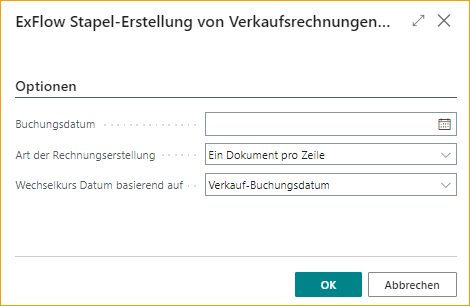 ExFlow Stapel-Erstellung von Verkaufsrechnungen...
Optionen
Buchungsdatum
Art der Rechnungserstellung Ein Dokument pro Zeile
Wechselkurs Datum basierend auf Verkauf-Buchungsdatum
OK Abbrechen